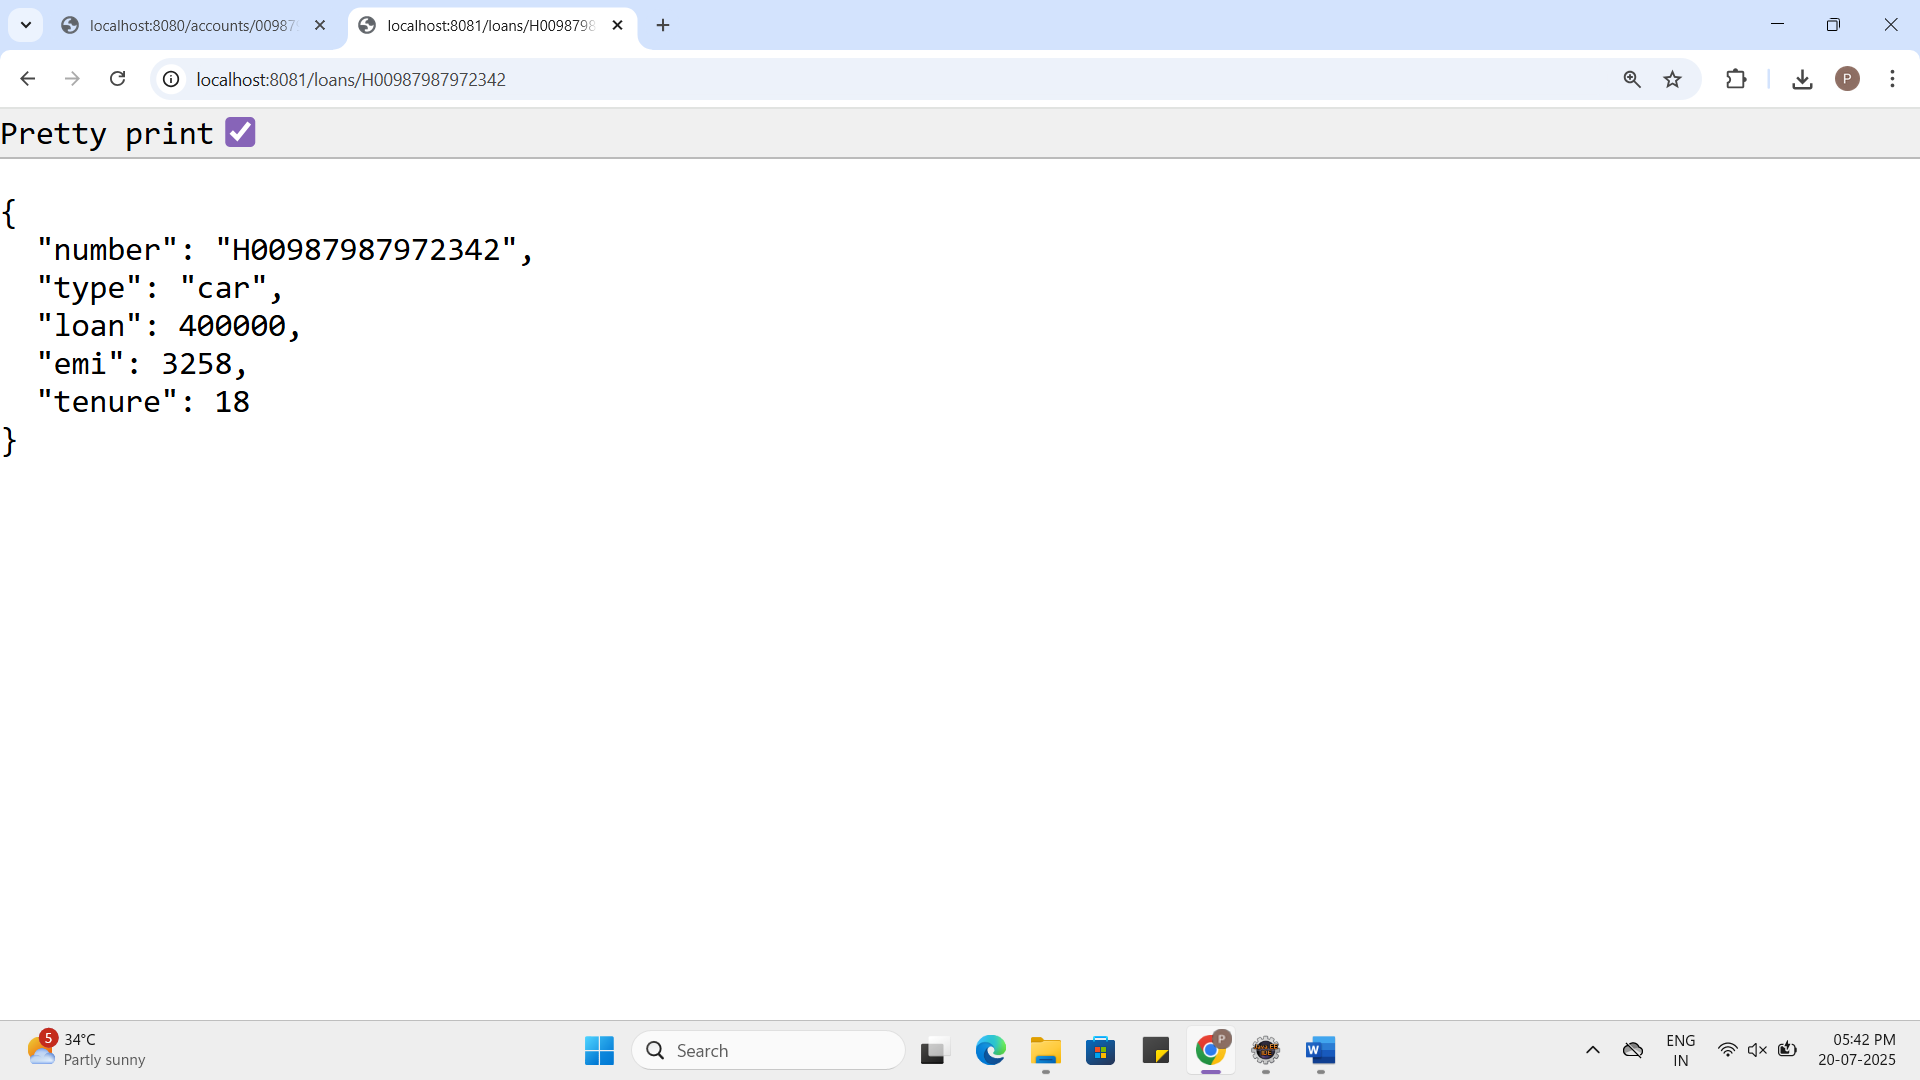 localhost:8080/accounts/00987
localhost:8081/loans/H0098798
localhost:8081/loans/H00987987972342
P
Pretty print
{
"number": "H00987987972342",
"type": "car",
"loan": 400000,
"emi": 3258,
"tenure": 18
}
5
34°C
Partly sunny
Search
P
W
ENG
IN
05:42 PM
20-07-2025